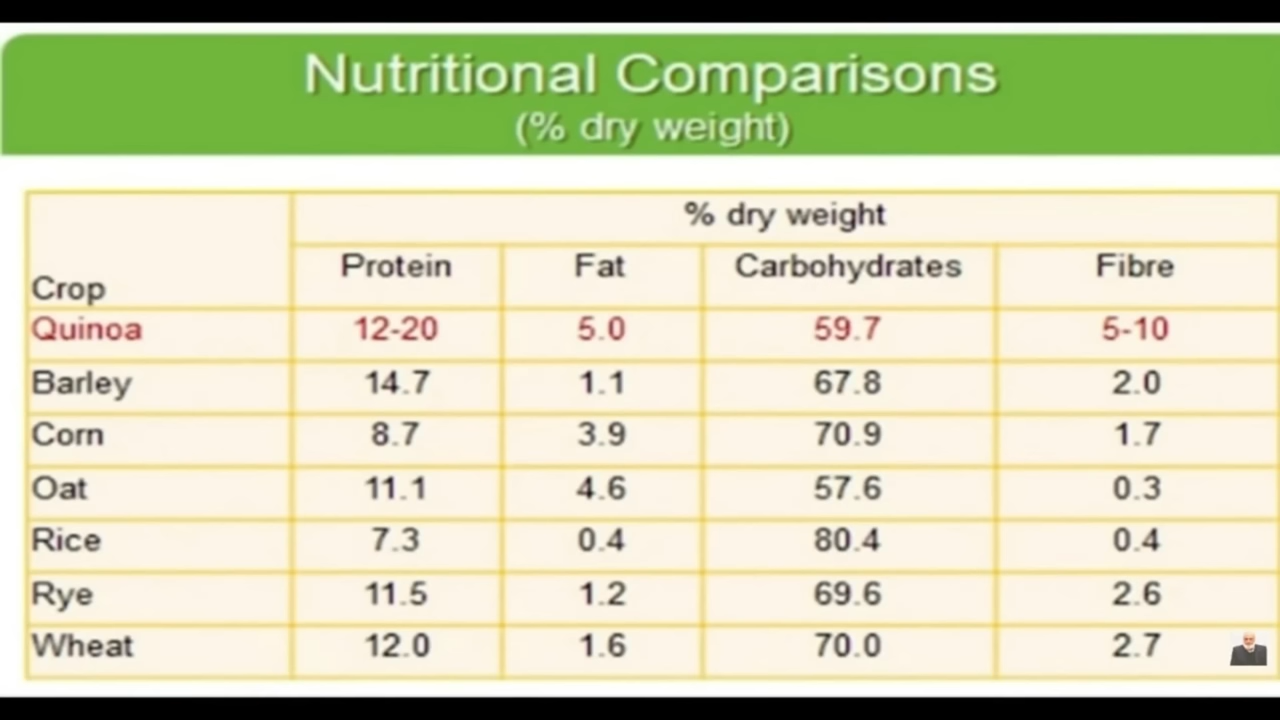 Nutritional Comparisons
(% dry weight)
% dry weight
Crop Protein Fat Carbohydrates Fibre
Quinoa 12-20 5.0 59.7 5-10
Barley 14.7 1.1 67.8 2.0
Corn 8.7 3.9 70.9 1.7
Oat 11.1 4.6 57.6 0.3
Rice 7.3 0.4 80.4 0.4
Rye 11.5 1.2 69.6 2.6
Wheat 12.0 1.6 70.0 2.7